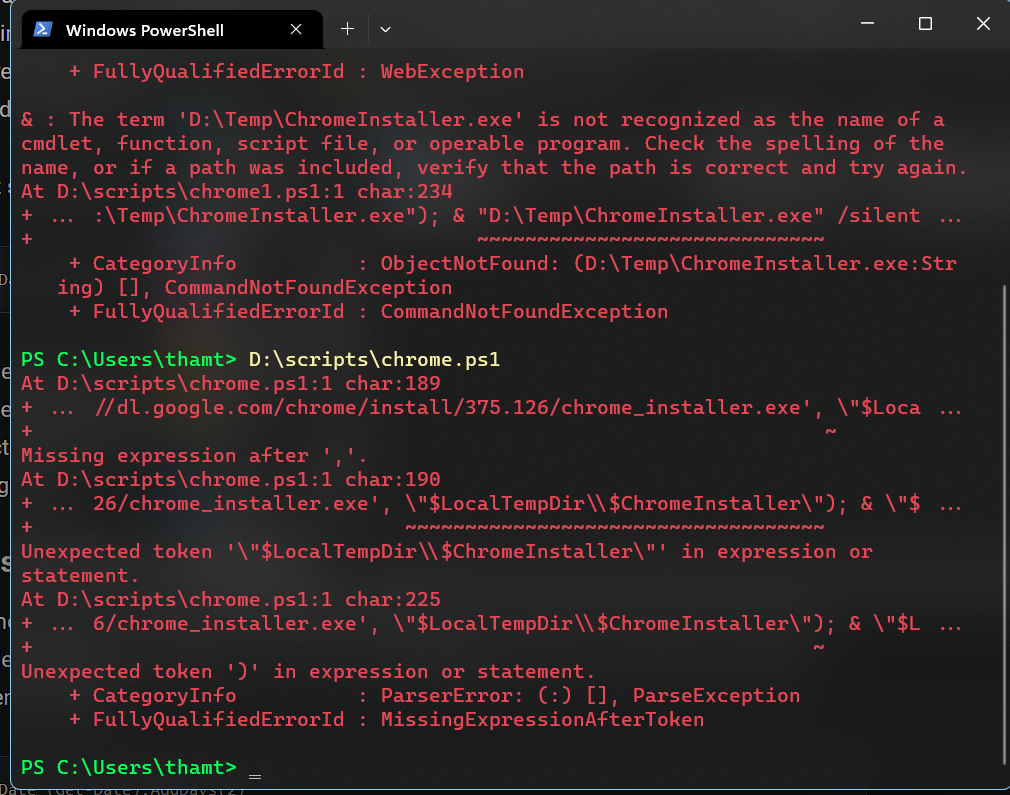 Windows PowerShell
    + FullyQualifiedErrorId : WebException
& : The term 'D:\Temp\ChromeInstaller.exe' is not recognized as the name of a
cmdlet, function, script file, or operable program. Check the spelling of the
name, or if a path was included, verify that the path is correct and try again.
At D:\scripts\chrome1.ps1:1 char:234
+ ... :\Temp\ChromeInstaller.exe"); & "D:\Temp\ChromeInstaller.exe" /silent ...
+                                      ~~~~~~~~~~~~~~~~~~~~~~~~~~~~~
    + CategoryInfo          : ObjectNotFound: (D:\Temp\ChromeInstaller.exe:Str
   ing) [], CommandNotFoundException
    + FullyQualifiedErrorId : CommandNotFoundException
PS C:\Users\thamt> D:\scripts\chrome.ps1
At D:\scripts\chrome.ps1:1 char:189
+ ... //dl.google.com/chrome/install/375.126/chrome_installer.exe', \"$Loca ...
+                                                                  ~
Missing expression after ','.
At D:\scripts\chrome.ps1:1 char:190
+ ... 26/chrome_installer.exe', \"$LocalTempDir\\$ChromeInstaller\"); & \"$ ...
+                               ~~~~~~~~~~~~~~~~~~~~~~~~~~~~~~~~~~~
Unexpected token '\"$LocalTempDir\\$ChromeInstaller\"' in expression or
statement.
At D:\scripts\chrome.ps1:1 char:225
+ ... 6/chrome_installer.exe', \"$LocalTempDir\\$ChromeInstaller\"); & \"$L ...
+                                                                 ~
Unexpected token ')' in expression or statement.
    + CategoryInfo          : ParserError: (:) [], ParseException
    + FullyQualifiedErrorId : MissingExpressionAfterToken
PS C:\Users\thamt>